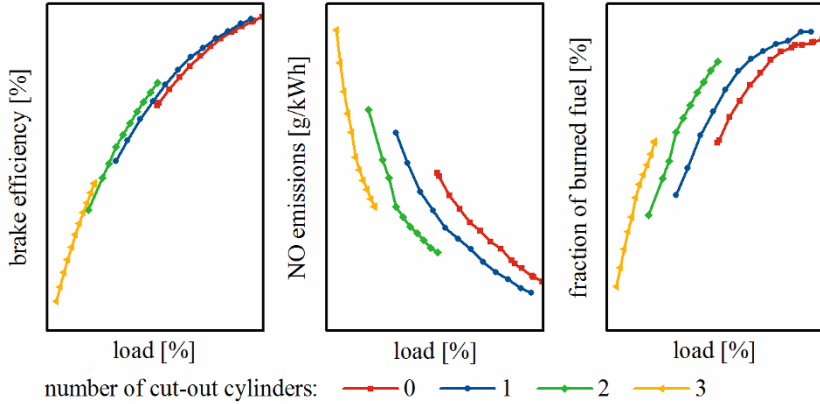 brake efficiency [%]
load [%]
NO emissions [g/kWh]
load [%]
fraction of burned fuel [%]
load [%]
number of cut-out cylinders: 0 1 2 3